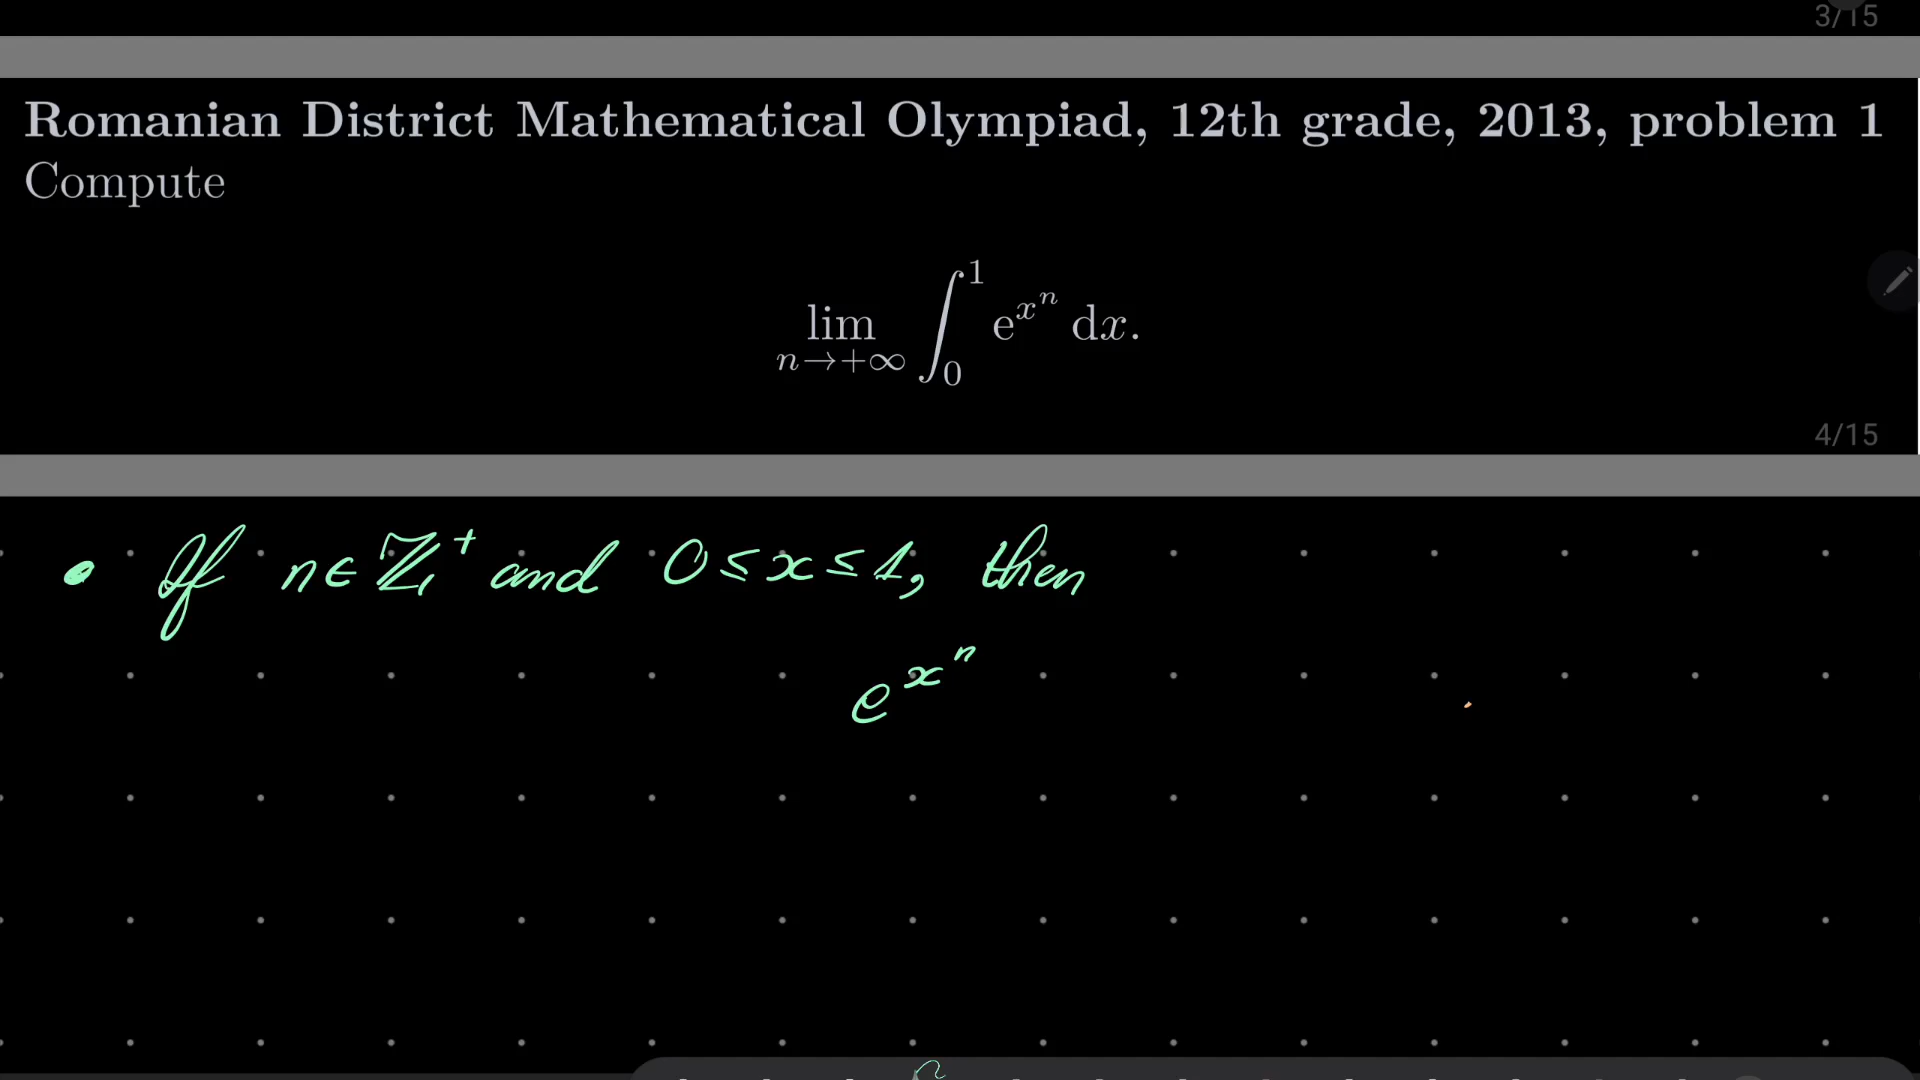 3/15
Romanian District Mathematical Olympiad, 12th grade, 2013, problem 1
Compute
lim_{n→+∞} ∫_0^1 e^{x^n} dx.
4/15
• If n ∈ ℤ⁺ and 0 ≤ x ≤ 1, then
e^{x^n}